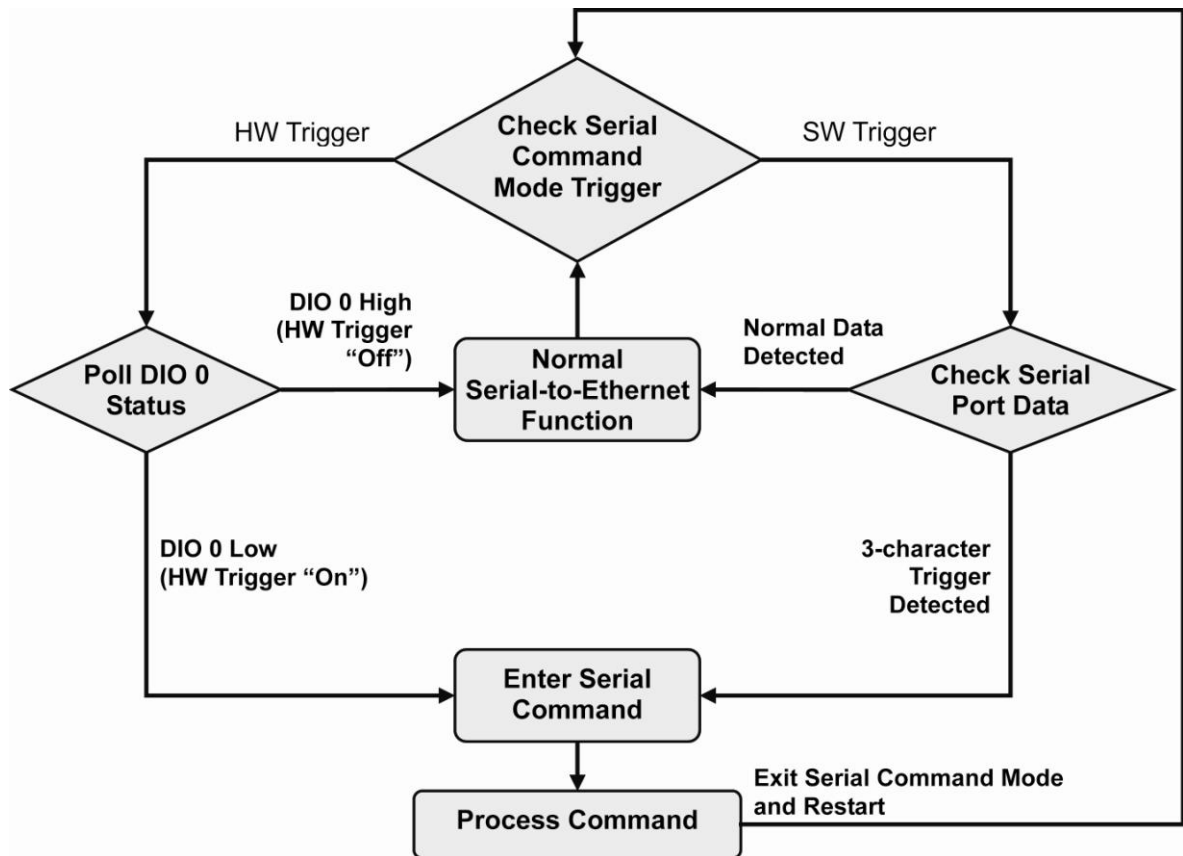 HW Trigger
Check Serial
Command
Mode Trigger
SW Trigger
DIO 0 High
(HW Trigger
“Off”)
Normal Data
Detected
Poll DIO 0
Status
Normal
Serial-to-Ethernet
Function
Check Serial
Port Data
DIO 0 Low
(HW Trigger “On”)
3-character
Trigger
Detected
Enter Serial
Command
Process Command
Exit Serial Command Mode
and Restart